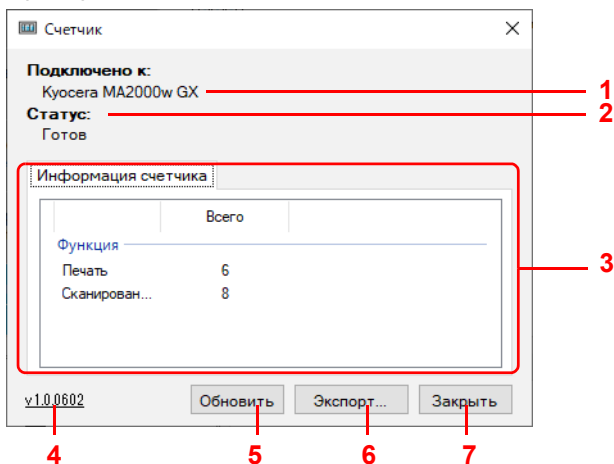 Счетчик
Подключено к:
Kyocera MA2000w GX
1
Статус:
2
Готов
Информация счетчика
Всего
Функция
3
Печать 6
Сканирован... 8
v1.0.0602 Обновить Экспорт... Закрыть
4 5 6 7